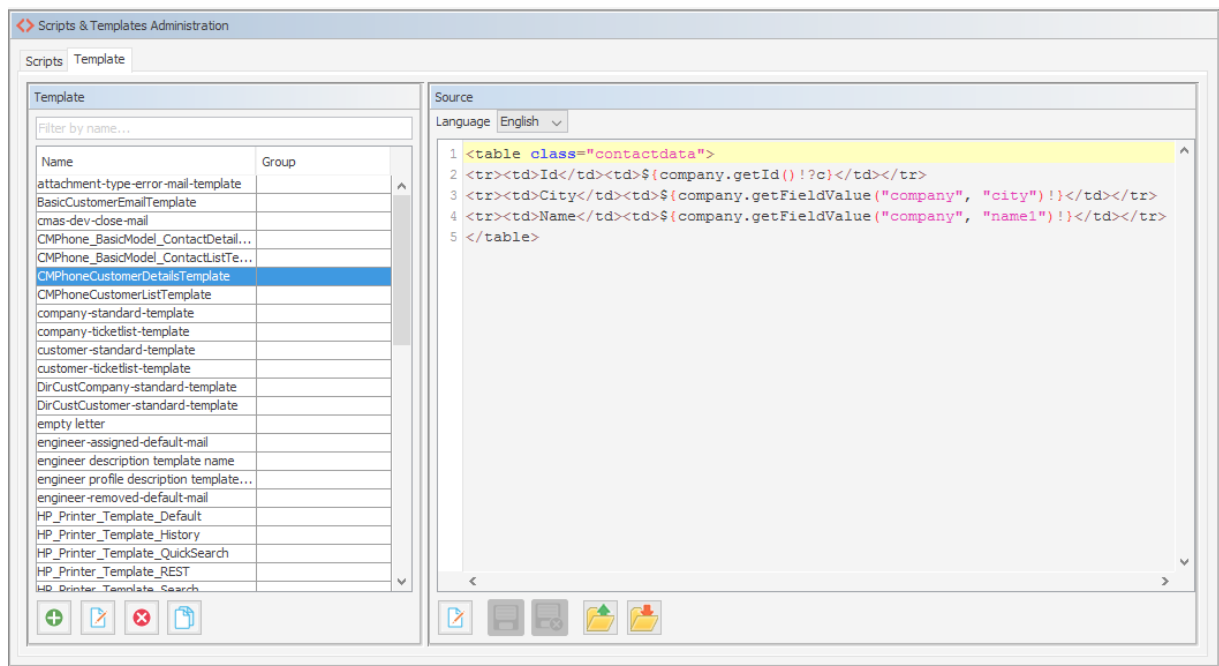 Scripts & Templates Administration
Scripts Template
Template
Filter by name...
Name Group
attachment-type-error-mail-template
BasicCustomerEmailTemplate
cmas-dev-close-mail
CMPhone_BasicModel_ContactDetail...
CMPhone_BasicModel_ContactListTe...
CMPhoneCustomerDetailsTemplate
CMPhoneCustomerListTemplate
company-standard-template
company-ticketlist-template
customer-standard-template
customer-ticketlist-template
DirCustCompany-standard-template
DirCustCustomer-standard-template
empty letter
engineer-assigned-default-mail
engineer description template name
engineer profile description template...
engineer-removed-default-mail
HP_Printer_Template_Default
HP_Printer_Template_History
HP_Printer_Template_QuickSearch
HP_Printer_Template_REST
HP_Printer_Template_Search
Source
Language English
1 <table class="contactdata">
2 <tr><td>Id</td><td>${company.getId()!?c}</td></tr>
3 <tr><td>City</td><td>${company.getFieldValue("company", "city")!}</td></tr>
4 <tr><td>Name</td><td>${company.getFieldValue("company", "name1")!}</td></tr>
5 </table>